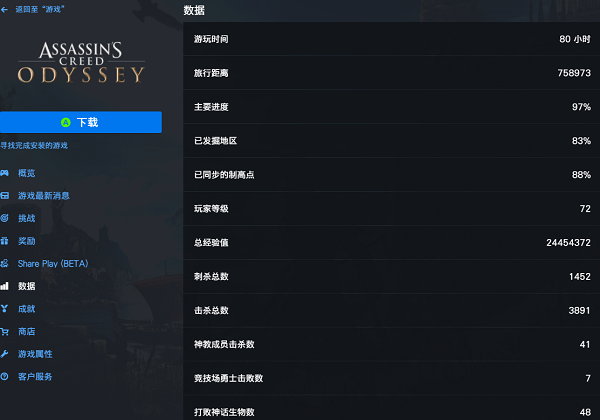 返回至“游戏”
ASSASSIN'S
CREED
ODYSSEY
A 下载
寻找完成安装的游戏
概览
游戏最新消息
挑战
奖励
Share Play (BETA)
数据
成就
商店
游戏属性
客户服务
数据
游玩时间 80 小时
旅行距离 758973
主要进度 97%
已发掘地区 83%
已同步的制高点 88%
玩家等级 72
总经验值 24454372
刺杀总数 1452
击杀总数 3891
神教成员击杀数 41
竞技场勇士击败数 7
打败神话生物数 48